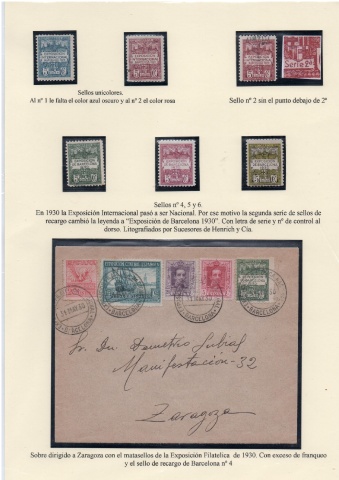 Sellos unicolores.
Al nº 1 le falta el color azul oscuro y al nº 2 el color rosa
Serie 2ª
Sello nº 2 sin el punto debajo de 2ª
Sellos nº 4, 5 y 6.
En 1930 la Exposición Internacional pasó a ser Nacional. Por ese motivo la segunda serie de sellos de
recargo cambió la leyenda a "Exposición de Barcelona 1930". Con letra de serie y nº de control al
dorso. Litografiados por Sucesores de Henrich y Cía.
BARCELONA
Sr. Dn Demetrio
Manifestación-32
Zaragoza
Sobre dirigido a Zaragoza con el matasellos de la Exposición Filatelica de 1930. Con exceso de franqueo
y el sello de recargo de Barcelona nº 4